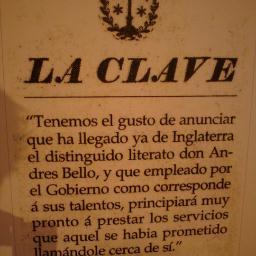 LA CLAVE
“Tenemos el gusto de anunciar
que ha llegado ya de Inglaterra
el distinguido literato don An-
dres Bello, y que empleado por
el Gobierno como corresponde
á sus talentos, principiará muy
pronto á prestar los servicios
que aquel se habia prometido
llamándole cerca de sí.”